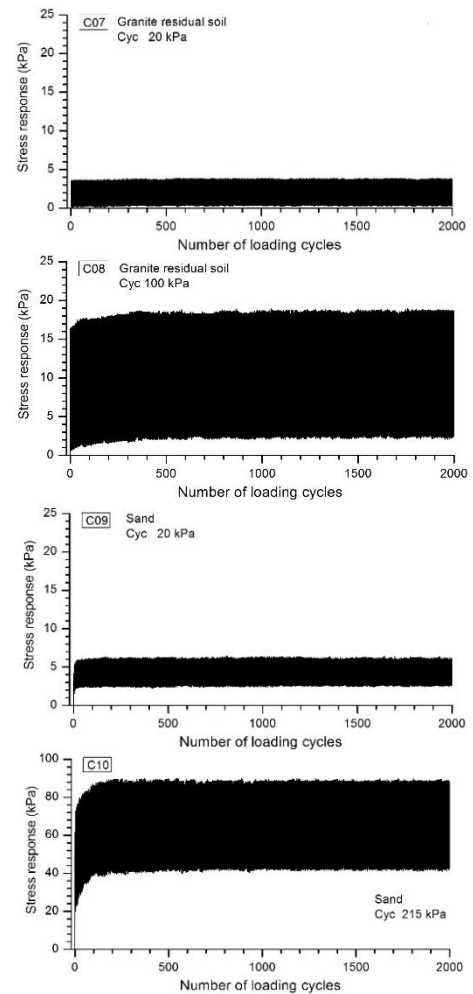 C07 Granite residual soil
Cyc 20 kPa
Stress response (kPa)
25
20
15
10
5
0
0 500 1000 1500 2000
Number of loading cycles
C08 Granite residual soil
Cyc 100 kPa
Stress response (kPa)
25
20
15
10
5
0
0 500 1000 1500 2000
Number of loading cycles
C09 Sand
Cyc 20 kPa
Stress response (kPa)
25
20
15
10
5
0
0 500 1000 1500 2000
Number of loading cycles
C10
Stress response (kPa)
100
80
60
40
20
0
Sand
Cyc 215 kPa
0 500 1000 1500 2000
Number of loading cycles